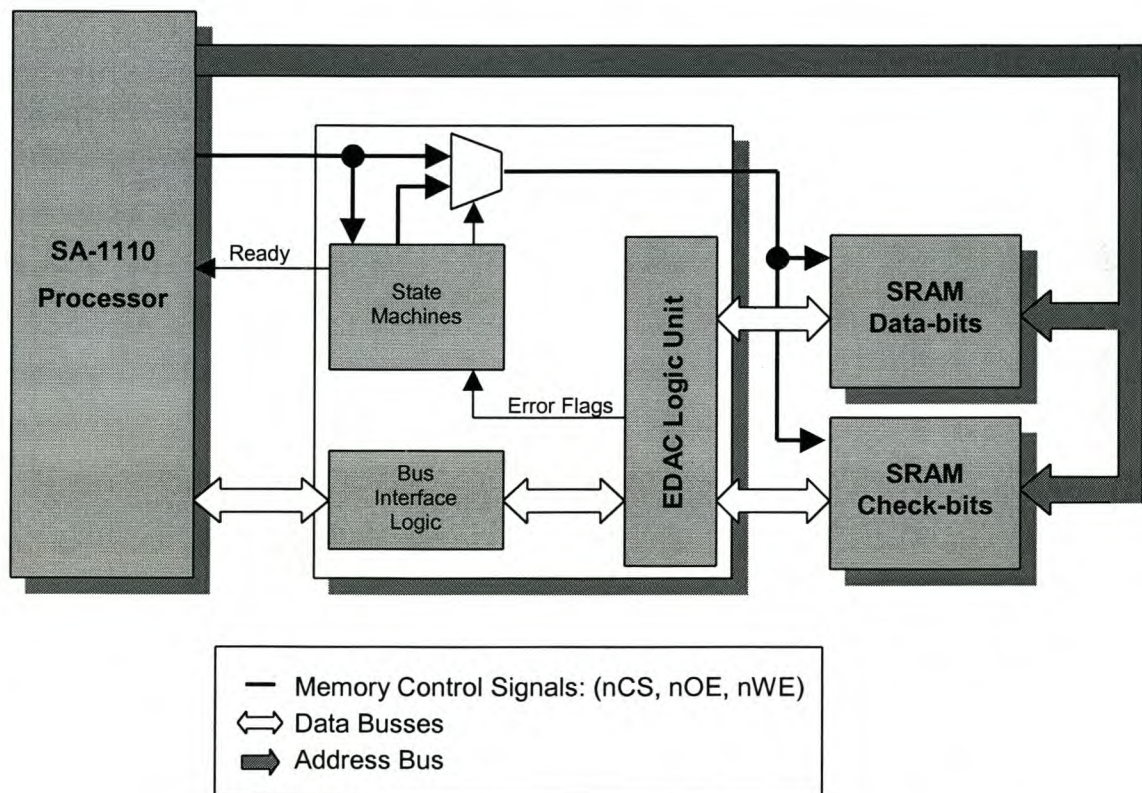 SA-1110
Processor
Ready
State
Machines
Error Flags
Bus
Interface
Logic
EDAC Logic Unit
SRAM
Data-bits
SRAM
Check-bits
Memory Control Signals: (nCS, nOE, nWE)
Data Busses
Address Bus